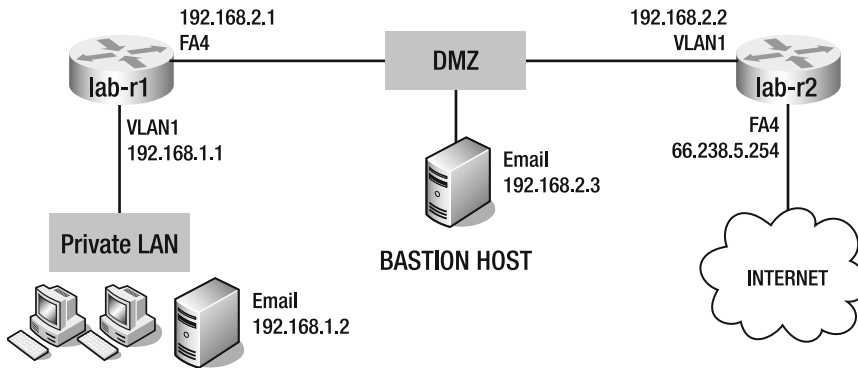 192.168.2.1
FA4
lab-r1
VLAN1
192.168.1.1
Private LAN
Email
192.168.1.2
DMZ
Email
192.168.2.3
BASTION HOST
192.168.2.2
VLAN1
lab-r2
FA4
66.238.5.254
INTERNET